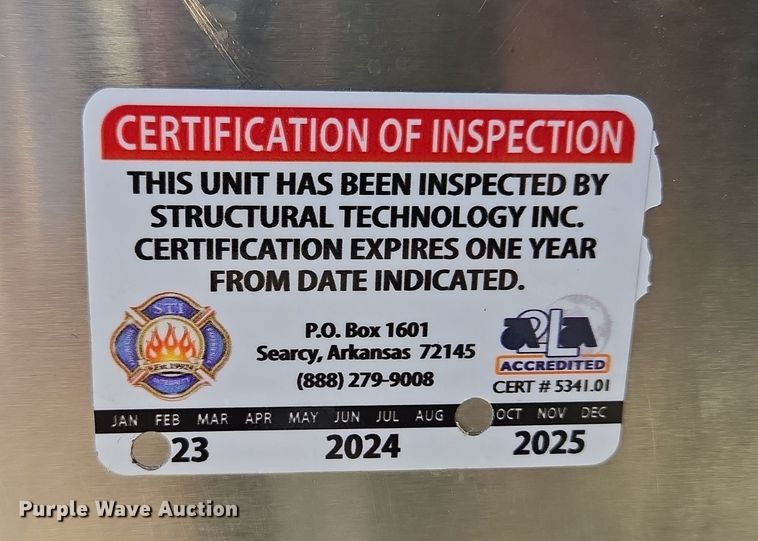 CERTIFICATION OF INSPECTION
THIS UNIT HAS BEEN INSPECTED BY
STRUCTURAL TECHNOLOGY INC.
CERTIFICATION EXPIRES ONE YEAR
FROM DATE INDICATED.
STI
INTEGRITY
P.O. Box 1601
Searcy, Arkansas 72145
(888) 279-9008
A2LA
ACCREDITED
CERT # 5341.01
JAN FEB MAR APR MAY JUN JUL AUG OCT NOV DEC
23 2024 2025
Purple Wave Auction